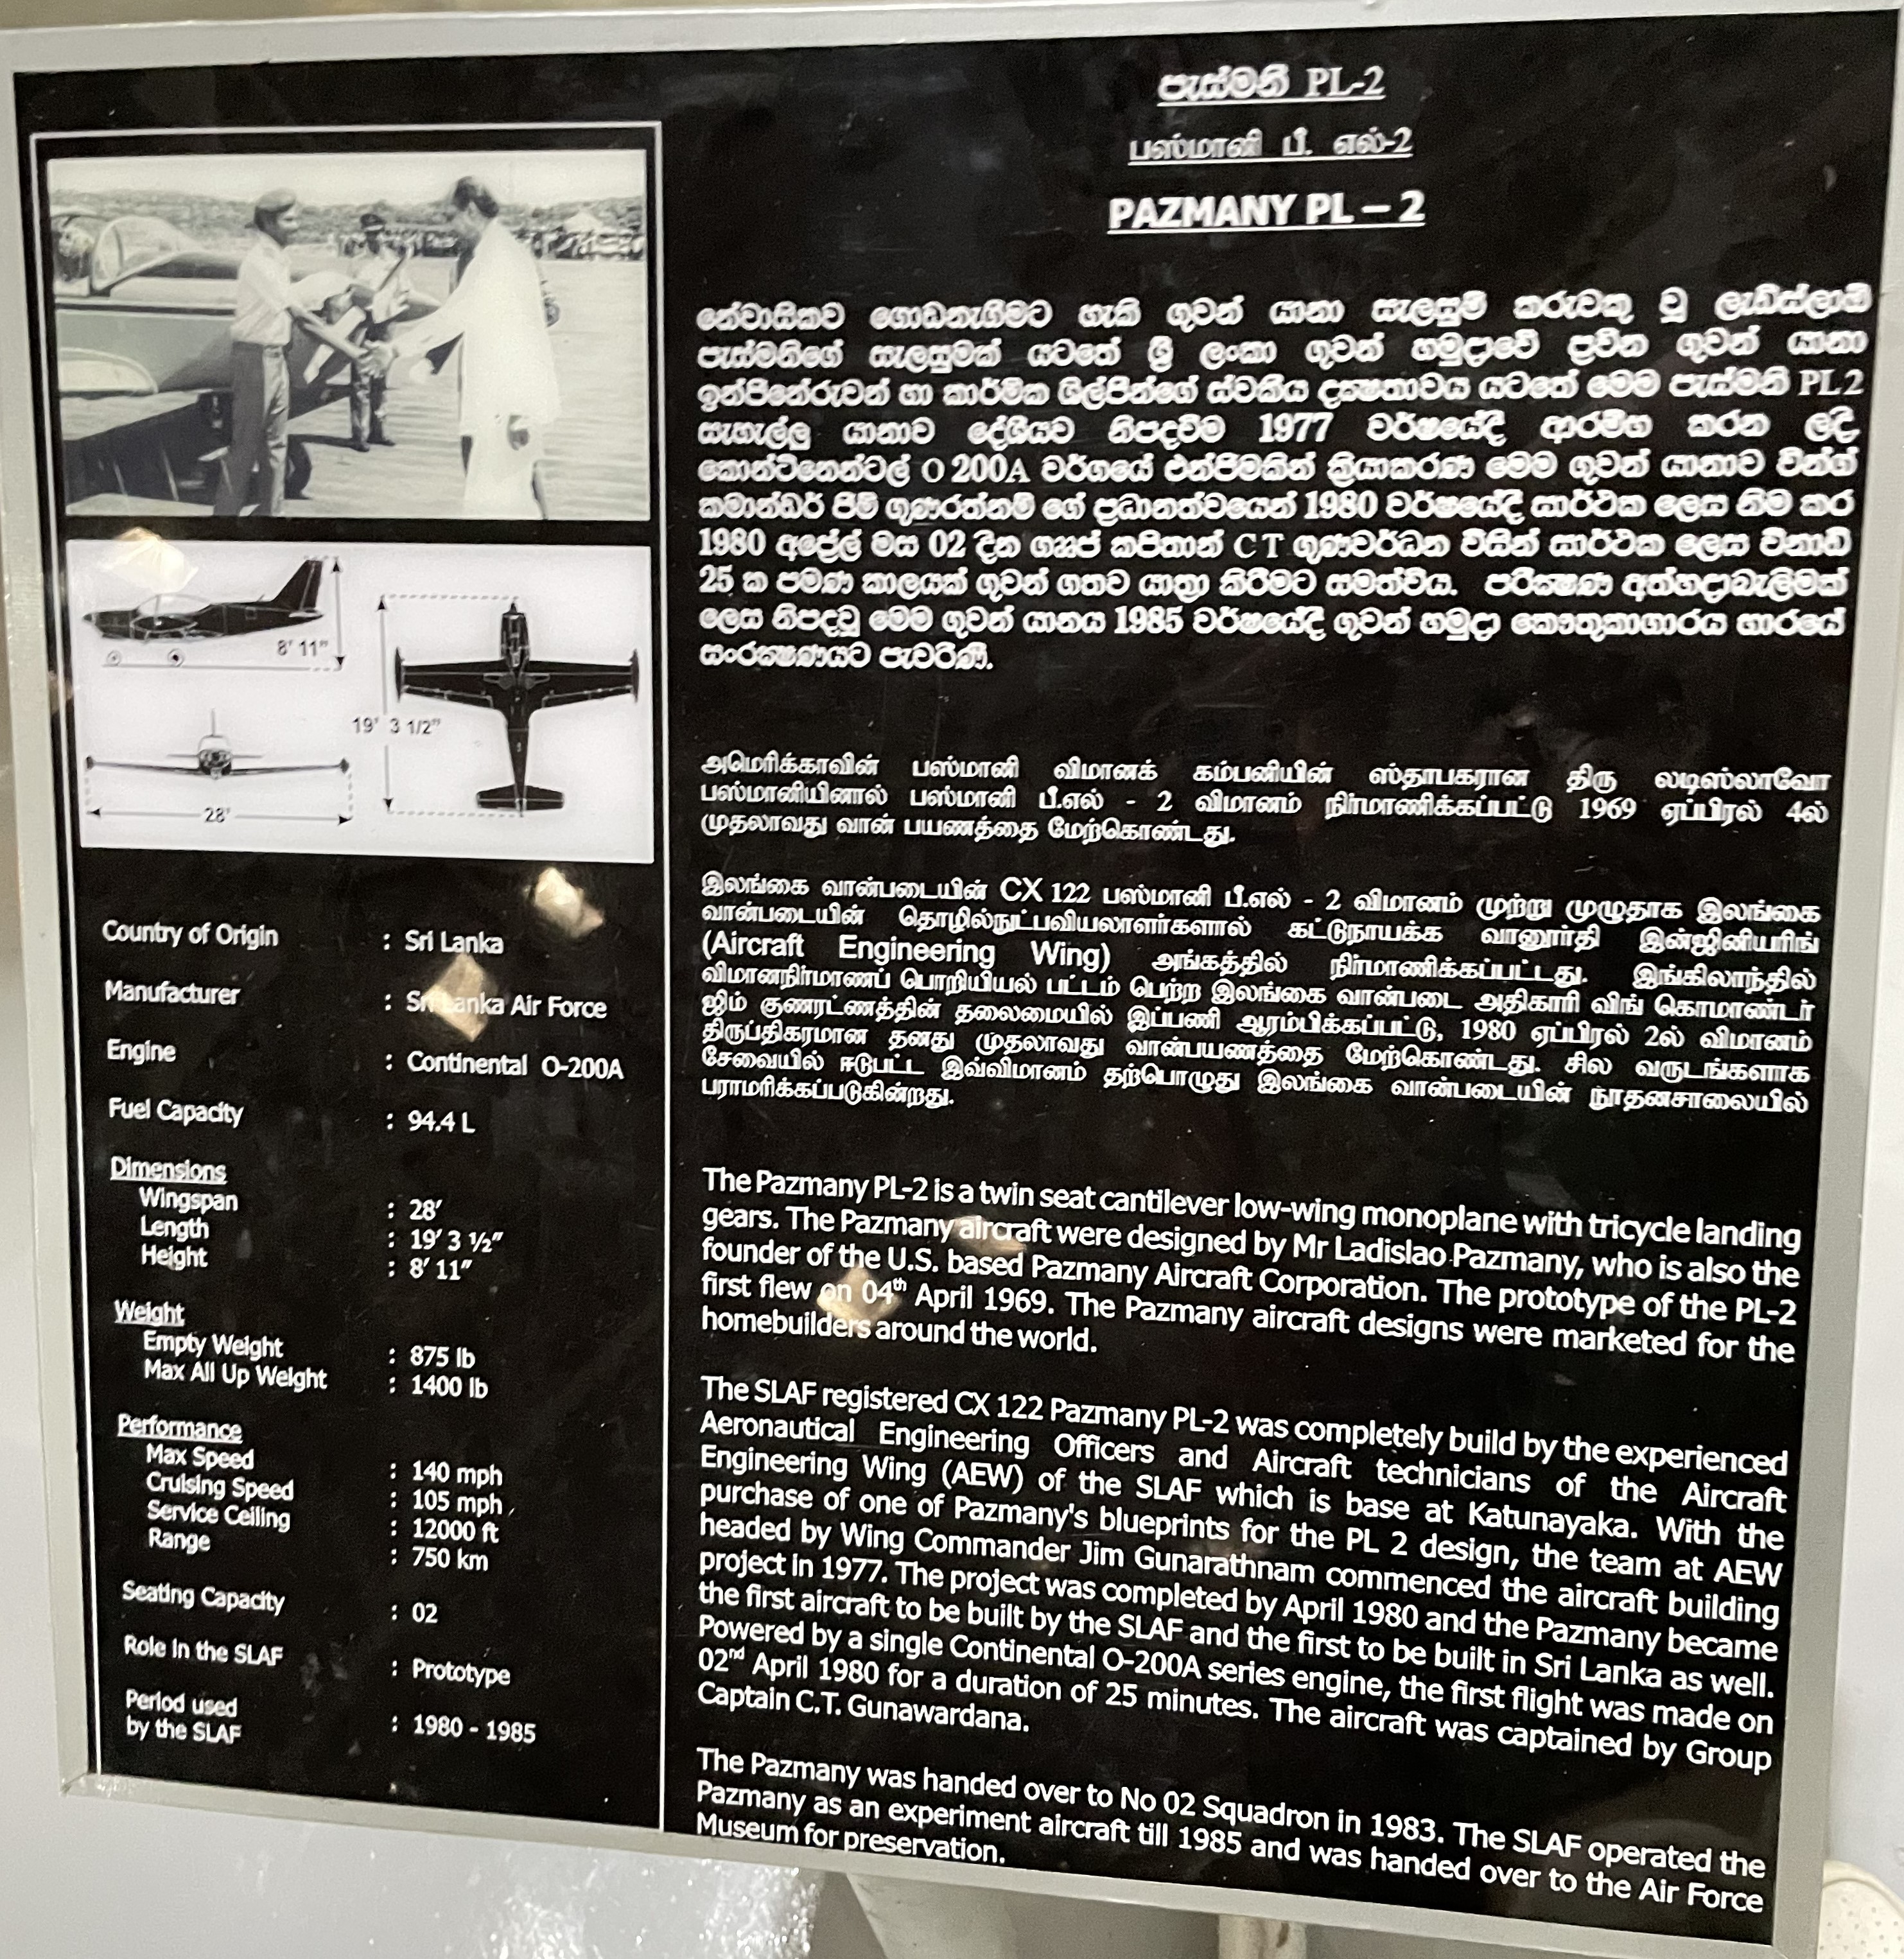 පැස්මනි PL-2
பஸ்மானி பீ. எல்-2
PAZMANY PL – 2
8' 11"
19' 3 1/2"
28'
Country of Origin : Sri Lanka
Manufacturer : Sri Lanka Air Force
Engine : Continental O-200A
Fuel Capacity : 94.4 L
Dimensions
Wingspan : 28'
Length : 19' 3 ½"
Height : 8' 11"
Weight
Empty Weight : 875 lb
Max All Up Weight : 1400 lb
Performance
Max Speed : 140 mph
Cruising Speed : 105 mph
Service Ceiling : 12000 ft
Range : 750 km
Seating Capacity : 02
Role in the SLAF : Prototype
Period used
by the SLAF : 1980 - 1985
නේවාසිකව ගොඩනැගීමට හැකි ගුවන් යානා සැලසුම් කරුවකු වූ ලැඩිස්ලාඕ
පැස්මනිගේ සැලසුමක් යටතේ ශ්‍රී ලංකා ගුවන් හමුදාවේ ප්‍රවීන ගුවන් යානා
ඉන්ජිනේරුවන් හා කාර්මික ශිල්පීන්ගේ ස්වකීය දක්ෂතාවය යටතේ මෙම පැස්මනි PL 2
සැහැල්ලු යානාව දේශීයව නිපදවීම 1977 වර්ෂයේදී ආරම්භ කරන ලදි.
කොන්ටිනෙන්ටල් O 200A වර්ගයේ එන්ජිමකින් ක්‍රියාකරණ මෙම ගුවන් යානාව වින්ග්
කමාන්ඩර් ජිම් ගුණරත්නම් ගේ ප්‍රධානත්වයෙන් 1980 වර්ෂයේදී සාර්ථක ලෙස නිම කර
1980 අප්‍රේල් මස 02 දින ගෲප් කපිතාන් C T ගුණවර්ධන විසින් සාර්ථක ලෙස විනාඩි
25 ක පමණ කාලයක් ගුවන් ගතව යාත්‍රා කිරීමට සමත්විය. පරීක්ෂණ අත්හදාබැලීමක්
ලෙස නිපදවූ මෙම ගුවන් යානය 1985 වර්ෂයේදී ගුවන් හමුදා කෞතුකාගාරය භාරයේ
සංරක්ෂණයට පැවරිණී.
அமெரிக்காவின் பஸ்மானி விமானக் கம்பனியின் ஸ்தாபகரான திரு லடிஸ்லாவோ
பஸ்மானியினால் பஸ்மானி பீ.எல் - 2 விமானம் நிர்மாணிக்கப்பட்டு 1969 ஏப்பிரல் 4ல்
முதலாவது வான் பயணத்தை மேற்கொண்டது.
இலங்கை வான்படையின் CX 122 பஸ்மானி பீ.எல் - 2 விமானம் முற்று முழுதாக இலங்கை
வான்படையின் தொழில்நுட்பவியலாளர்களால் கட்டுநாயக்க வானூர்தி இன்ஜினியரிங்
(Aircraft Engineering Wing) அங்கத்தில் நிர்மாணிக்கப்பட்டது. இங்கிலாந்தில்
விமானநிர்மாணப் பொறியியல் பட்டம் பெற்ற இலங்கை வான்படை அதிகாரி விங் கொமாண்டர்
ஜிம் குணரட்ணத்தின் தலைமையில் இப்பணி ஆரம்பிக்கப்பட்டு, 1980 ஏப்பிரல் 2ல் விமானம்
திருப்திகரமான தனது முதலாவது வான்பயணத்தை மேற்கொண்டது. சில வருடங்களாக
சேவையில் ஈடுபட்ட இவ்விமானம் தற்பொழுது இலங்கை வான்படையின் நூதனசாலையில்
பராமரிக்கப்படுகின்றது.
The Pazmany PL-2 is a twin seat cantilever low-wing monoplane with tricycle landing
gears. The Pazmany aircraft were designed by Mr Ladislao Pazmany, who is also the
founder of the U.S. based Pazmany Aircraft Corporation. The prototype of the PL-2
first flew on 04th April 1969. The Pazmany aircraft designs were marketed for the
homebuilders around the world.
The SLAF registered CX 122 Pazmany PL-2 was completely build by the experienced
Aeronautical Engineering Officers and Aircraft technicians of the Aircraft
Engineering Wing (AEW) of the SLAF which is base at Katunayaka. With the
purchase of one of Pazmany's blueprints for the PL 2 design, the team at AEW
headed by Wing Commander Jim Gunarathnam commenced the aircraft building
project in 1977. The project was completed by April 1980 and the Pazmany became
the first aircraft to be built by the SLAF and the first to be built in Sri Lanka as well.
Powered by a single Continental O-200A series engine, the first flight was made on
02nd April 1980 for a duration of 25 minutes. The aircraft was captained by Group
Captain C.T. Gunawardana.
The Pazmany was handed over to No 02 Squadron in 1983. The SLAF operated the
Pazmany as an experiment aircraft till 1985 and was handed over to the Air Force
Museum for preservation.